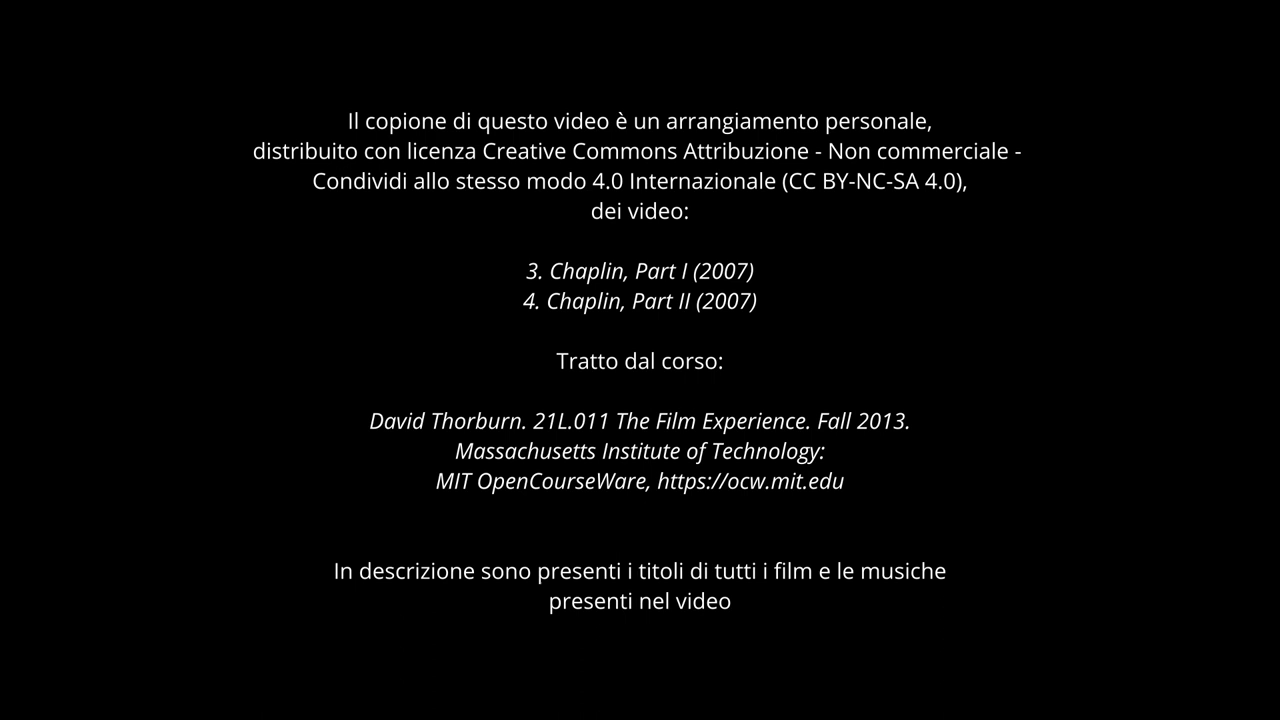 Il copione di questo video è un arrangiamento personale,
distribuito con licenza Creative Commons Attribuzione - Non commerciale -
Condividi allo stesso modo 4.0 Internazionale (CC BY-NC-SA 4.0),
dei video:
3. Chaplin, Part I (2007)
4. Chaplin, Part II (2007)
Tratto dal corso:
David Thorburn. 21L.011 The Film Experience. Fall 2013.
Massachusetts Institute of Technology:
MIT OpenCourseWare, https://ocw.mit.edu
In descrizione sono presenti i titoli di tutti i film e le musiche
presenti nel video